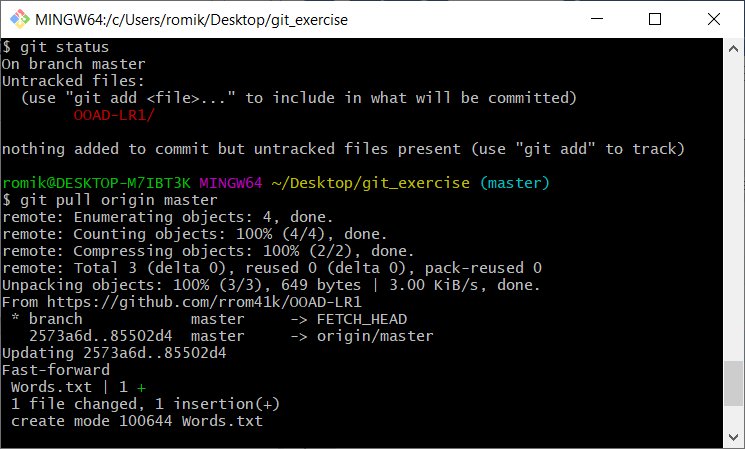 MINGW64:/c/Users/romik/Desktop/git_exercise
$ git status
On branch master
Untracked files:
  (use "git add <file>..." to include in what will be committed)
        OOAD-LR1/

nothing added to commit but untracked files present (use "git add" to track)

romik@DESKTOP-M7IBT3K MINGW64 ~/Desktop/git_exercise (master)
$ git pull origin master
remote: Enumerating objects: 4, done.
remote: Counting objects: 100% (4/4), done.
remote: Compressing objects: 100% (2/2), done.
remote: Total 3 (delta 0), reused 0 (delta 0), pack-reused 0
Unpacking objects: 100% (3/3), 649 bytes | 3.00 KiB/s, done.
From https://github.com/rrom41k/OOAD-LR1
 * branch            master     -> FETCH_HEAD
   2573a6d..85502d4  master     -> origin/master
Updating 2573a6d..85502d4
Fast-forward
 Words.txt | 1 +
 1 file changed, 1 insertion(+)
 create mode 100644 Words.txt